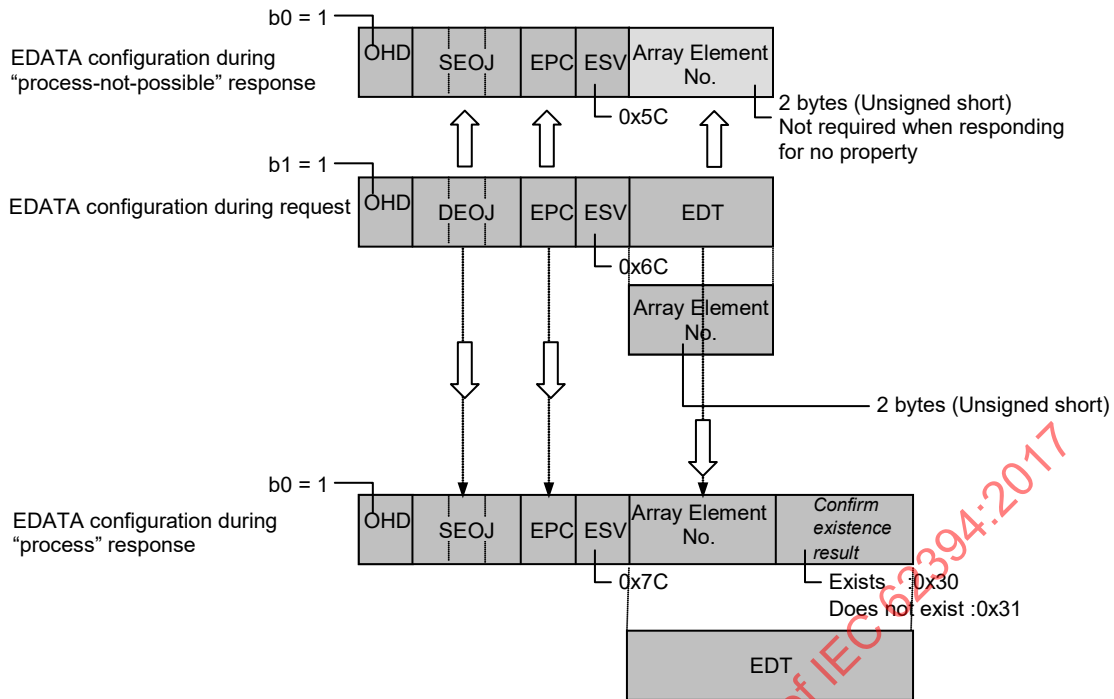 b0 = 1
EDATA configuration during
“process-not-possible” response
OHD SEOJ EPC ESV Array Element
No.
0x5C
2 bytes (Unsigned short)
Not required when responding
for no property
b1 = 1
EDATA configuration during request
OHD DEOJ EPC ESV EDT
0x6C
Array Element
No.
2 bytes (Unsigned short)
b0 = 1
EDATA configuration during
“process” response
OHD SEOJ EPC ESV Array Element
No.
Confirm
existence
result
0x7C
Exists :0x30
Does not exist :0x31
EDT
of IEC 62394:2017